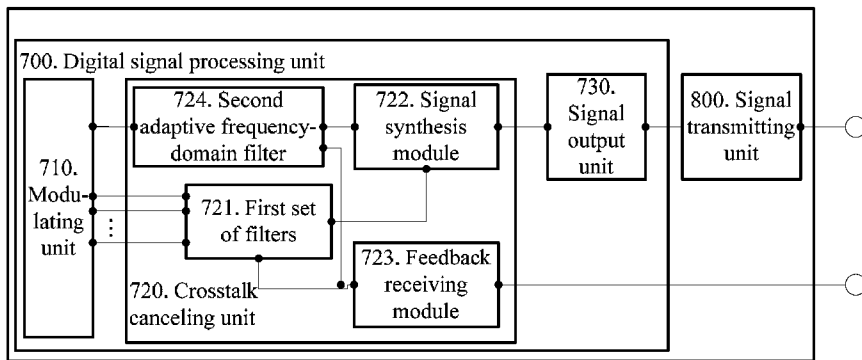 700. Digital signal processing unit
724. Second
adaptive frequency-
domain filter
722. Signal
synthesis
module
730.
Signal
output
unit
800. Signal
transmitting
unit
710.
Modu-
lating
unit
721. First set
of filters
723. Feedback
receiving
module
720. Crosstalk
canceling unit